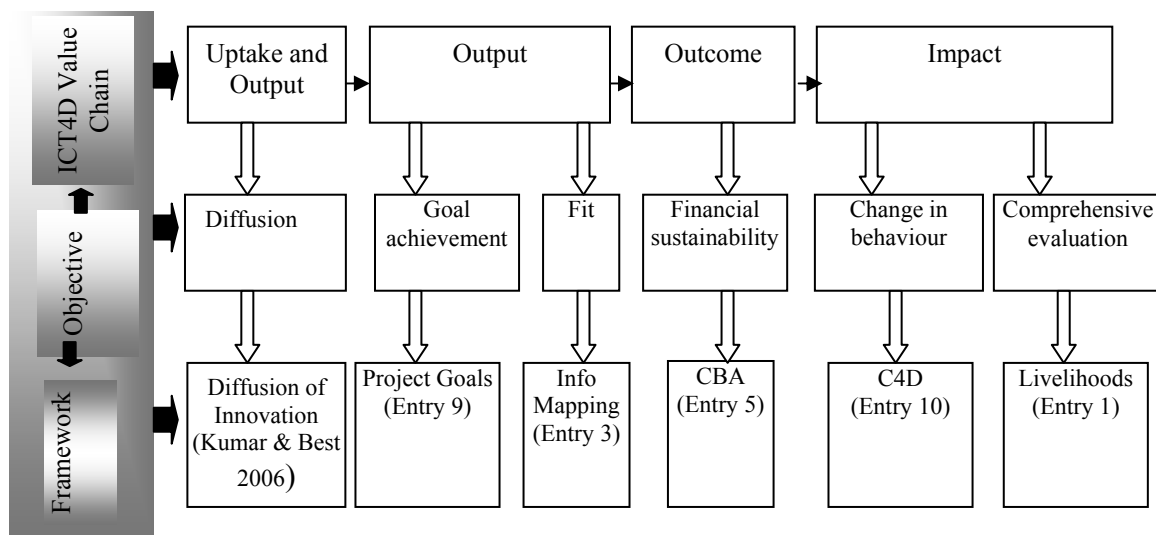 ICT4D Value
Chain
Uptake and
Output
Output
Outcome
Impact
Objective
Diffusion
Goal
achievement
Fit
Financial
sustainability
Change in
behaviour
Comprehensive
evaluation
Framework
Diffusion of
Innovation
(Kumar & Best
2006)
Project Goals
(Entry 9)
Info
Mapping
(Entry 3)
CBA
(Entry 5)
C4D
(Entry 10)
Livelihoods
(Entry 1)